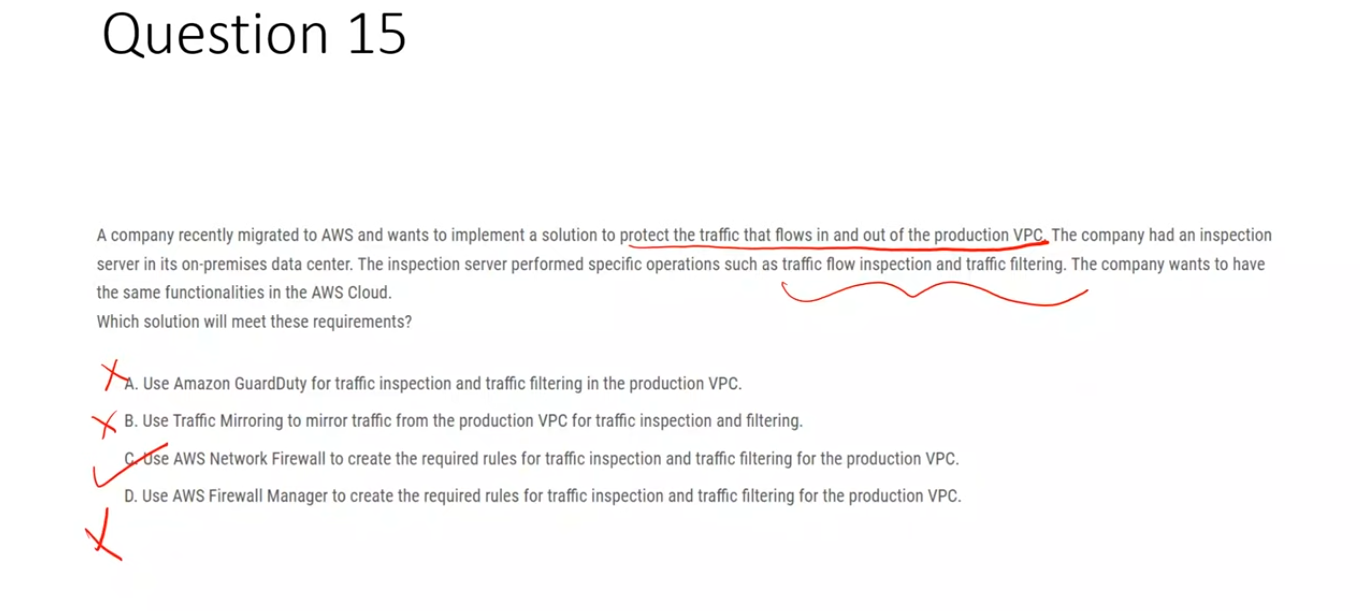 Question 15
A company recently migrated to AWS and wants to implement a solution to protect the traffic that flows in and out of the production VPC. The company had an inspection
server in its on-premises data center. The inspection server performed specific operations such as traffic flow inspection and traffic filtering. The company wants to have
the same functionalities in the AWS Cloud.
Which solution will meet these requirements?
A. Use Amazon GuardDuty for traffic inspection and traffic filtering in the production VPC.
B. Use Traffic Mirroring to mirror traffic from the production VPC for traffic inspection and filtering.
C. Use AWS Network Firewall to create the required rules for traffic inspection and traffic filtering for the production VPC.
D. Use AWS Firewall Manager to create the required rules for traffic inspection and traffic filtering for the production VPC.